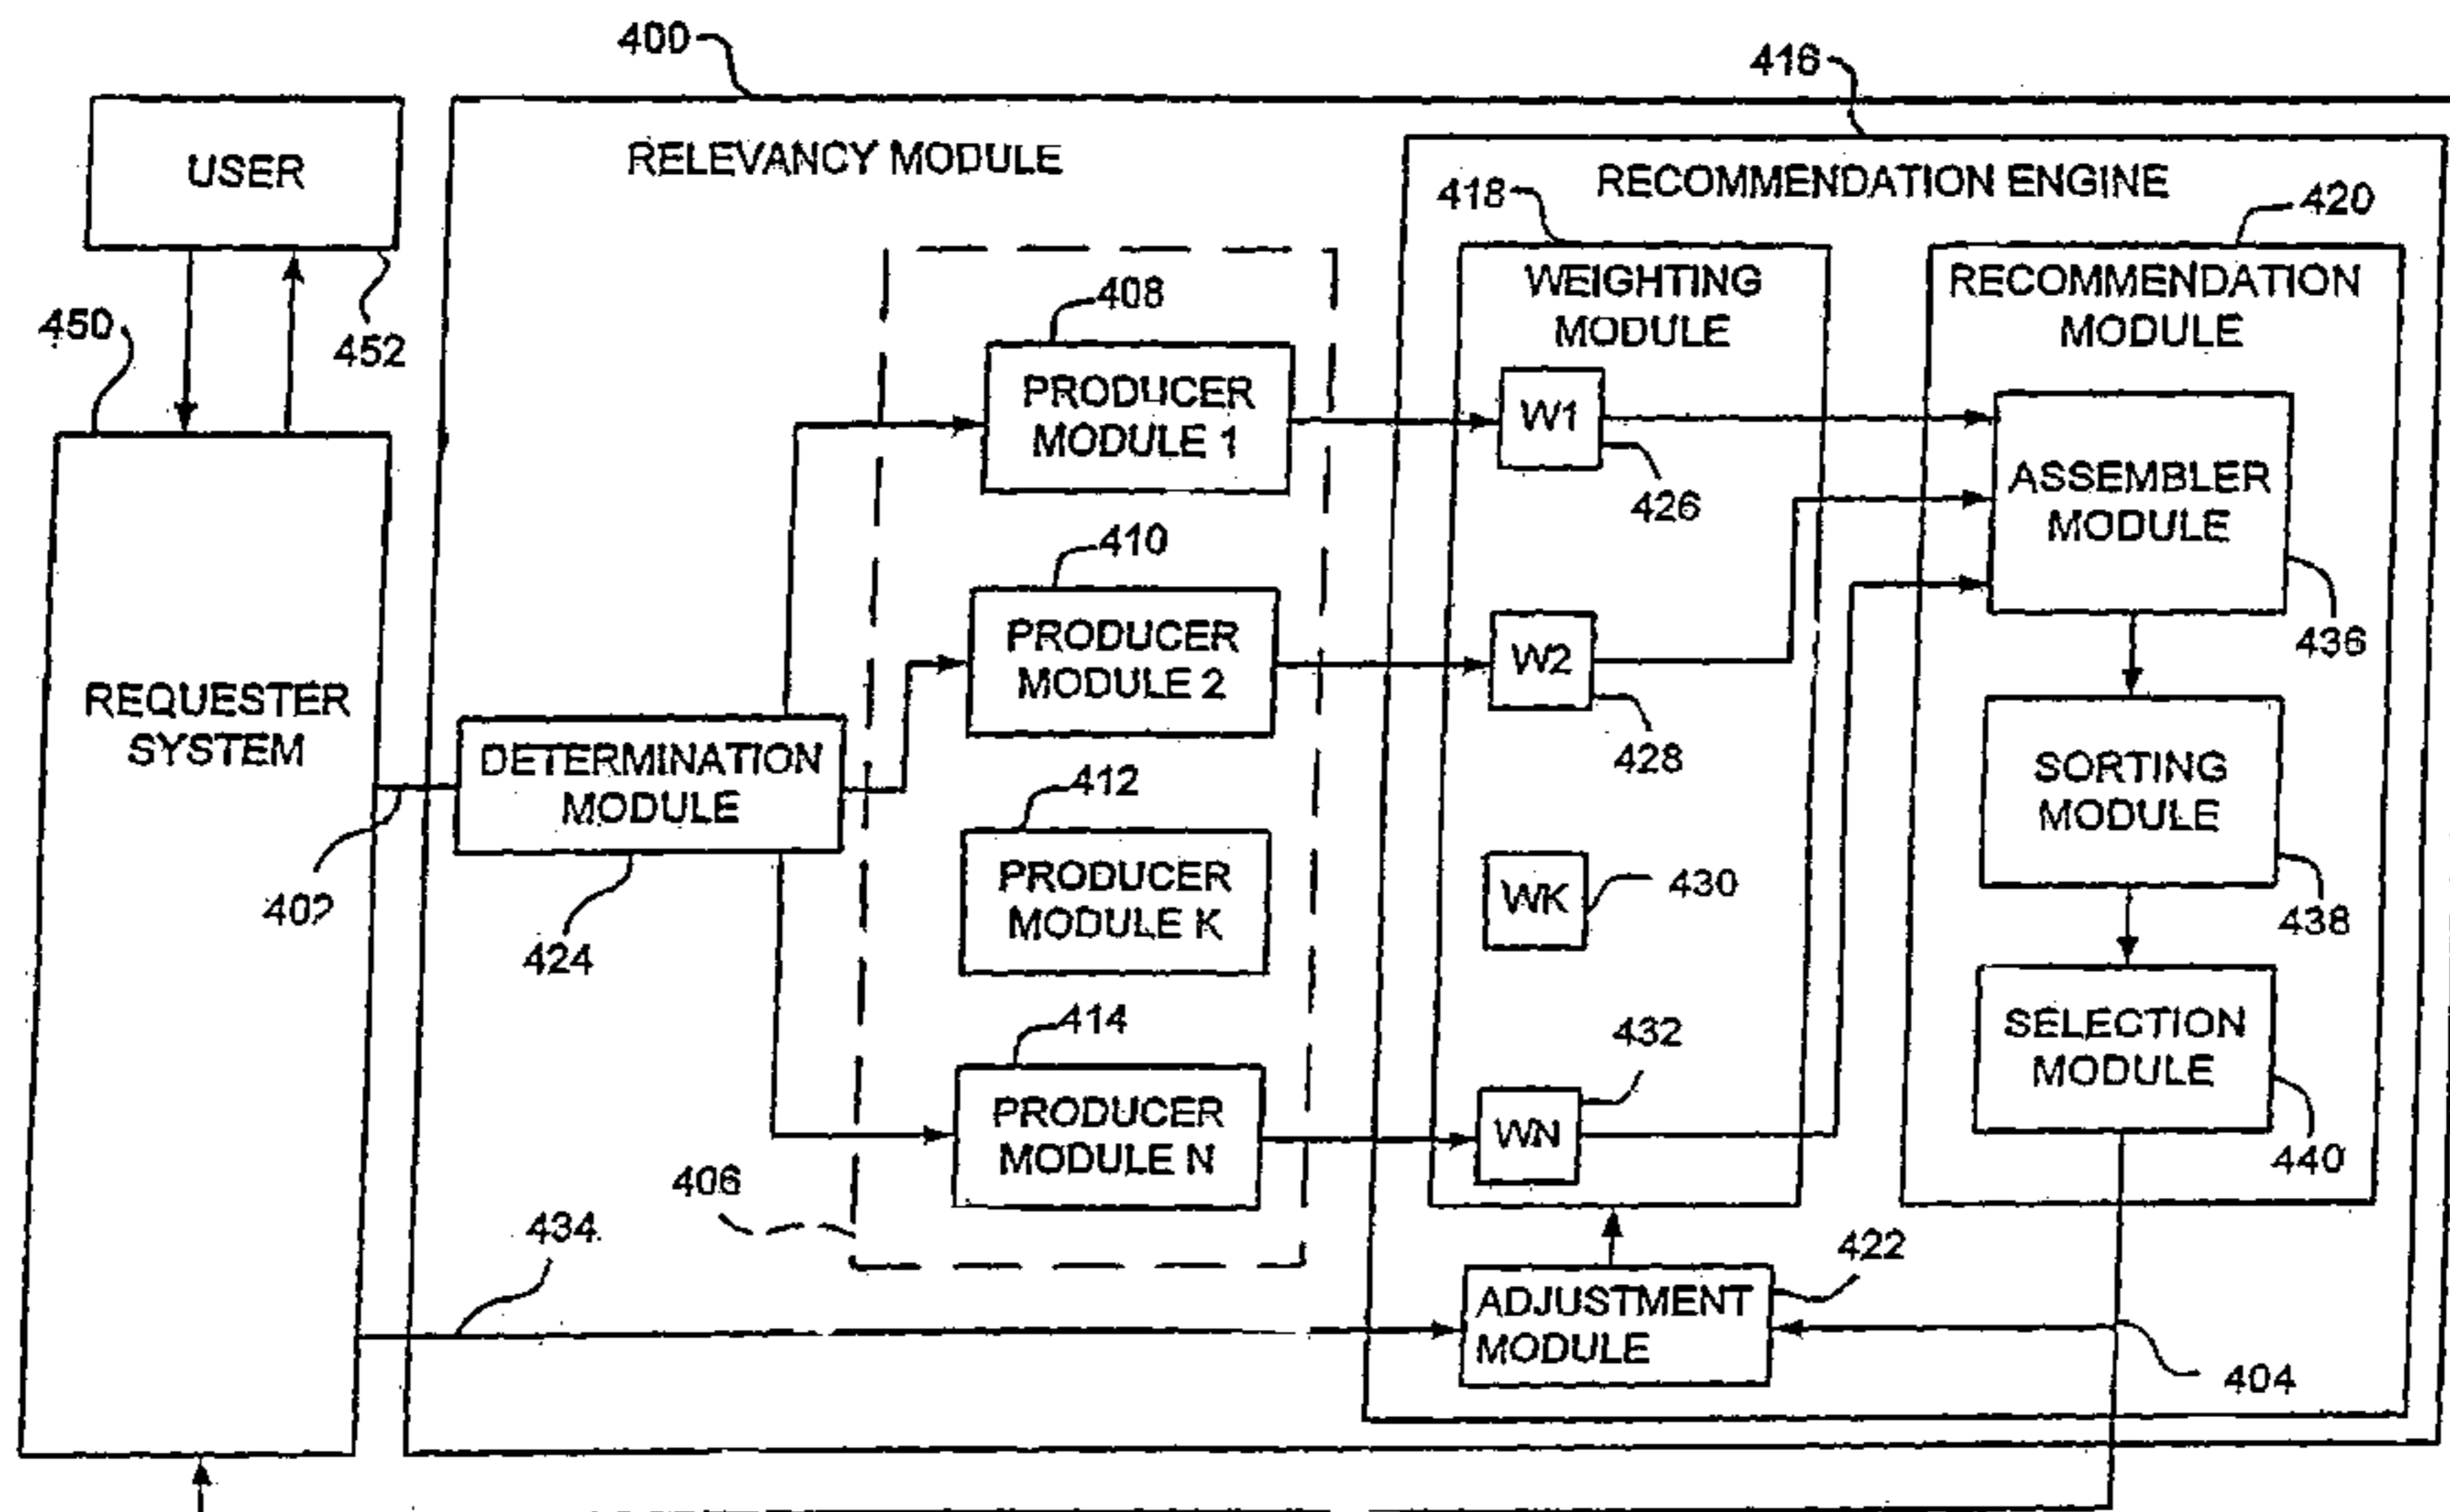 400
416
USER
RELEVANCY MODULE
RECOMMENDATION ENGINE
418
420
450
452
408
WEIGHTING
MODULE
RECOMMENDATION
MODULE
PRODUCER
MODULE 1
W1
426
ASSEMBLER
MODULE
436
410
PRODUCER
MODULE 2
W2
428
REQUESTER
SYSTEM
DETERMINATION
MODULE
402
424
412
PRODUCER
MODULE K
WK
430
SORTING
MODULE
438
414
PRODUCER
MODULE N
432
WN
SELECTION
MODULE
440
406
434
ADJUSTMENT
MODULE
422
404